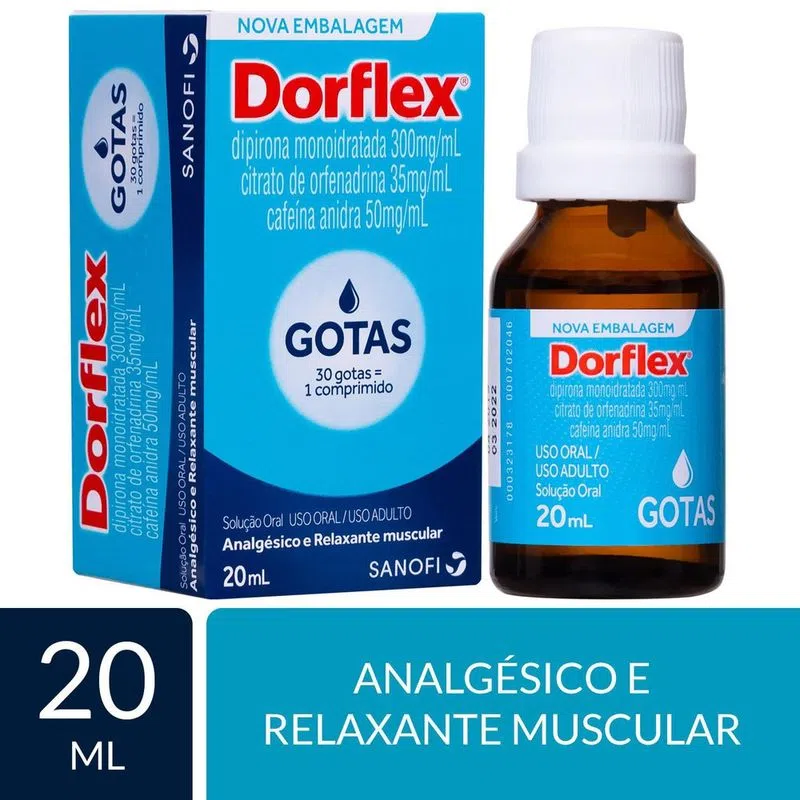 NOVA EMBALAGEM
Dorflex®
dipirona monoidratada 300mg/mL
citrato de orfenadrina 35mg/mL
cafeína anidra 50mg/mL
GOTAS
30 gotas =
1 comprimido
Solução Oral USO ORAL/USO ADULTO
Analgésico e Relaxante muscular
20 mL
SANOFI
SANOFI
GOTAS
30 gotas =
1 comprimido
Dorflex
dipirona monoidratada 300mg/mL
citrato de orfenadrina 35mg/mL
cafeína anidra 50mg/mL
Solução Oral USO ORAL/USO ADULTO
Analgésico e Relaxante muscular
NOVA EMBALAGEM
Dorflex®
dipirona monoidratada 300mg/mL
citrato de orfenadrina 35mg/mL
cafeína anidra 50mg/mL
USO ORAL/
USO ADULTO
Solução Oral
20 mL
GOTAS
000323178 000702046
03 2022
20
ML
ANALGÉSICO E
RELAXANTE MUSCULAR